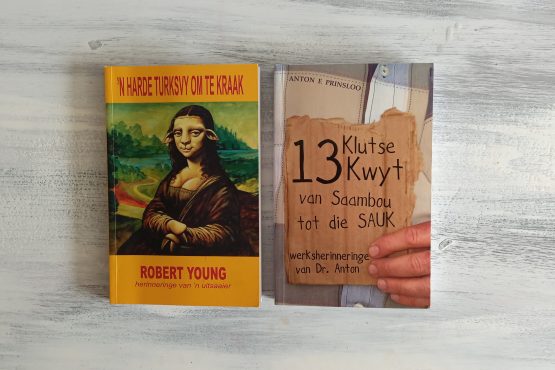 'N HARDE TURKSVY OM TE KRAAK
ROBERT YOUNG
herinneringe van 'n uitsaaier
ANTON F. PRINSLOO
13 Klutse
Kwyt
van Saambou
tot die SAUK
werksherinneringe
van Dr. Anton